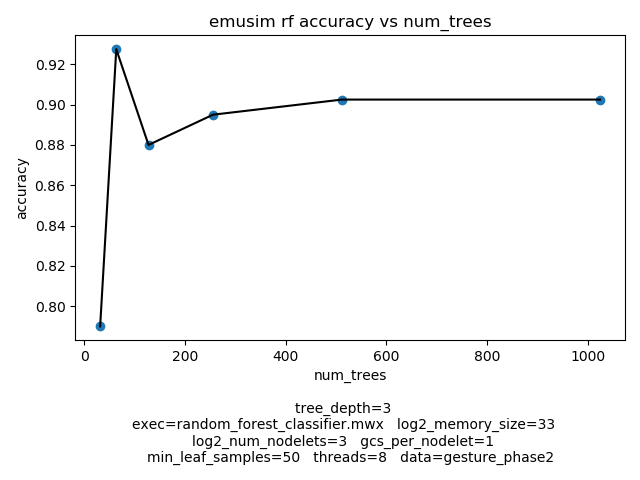 emusim rf accuracy vs num_trees
0.92
0.90
0.88
0.86
0.84
0.82
0.80
accuracy
0 200 400 600 800 1000
num_trees
tree_depth=3
exec=random_forest_classifier.mwx log2_memory_size=33
log2_num_nodelets=3 gcs_per_nodelet=1
min_leaf_samples=50 threads=8 data=gesture_phase2